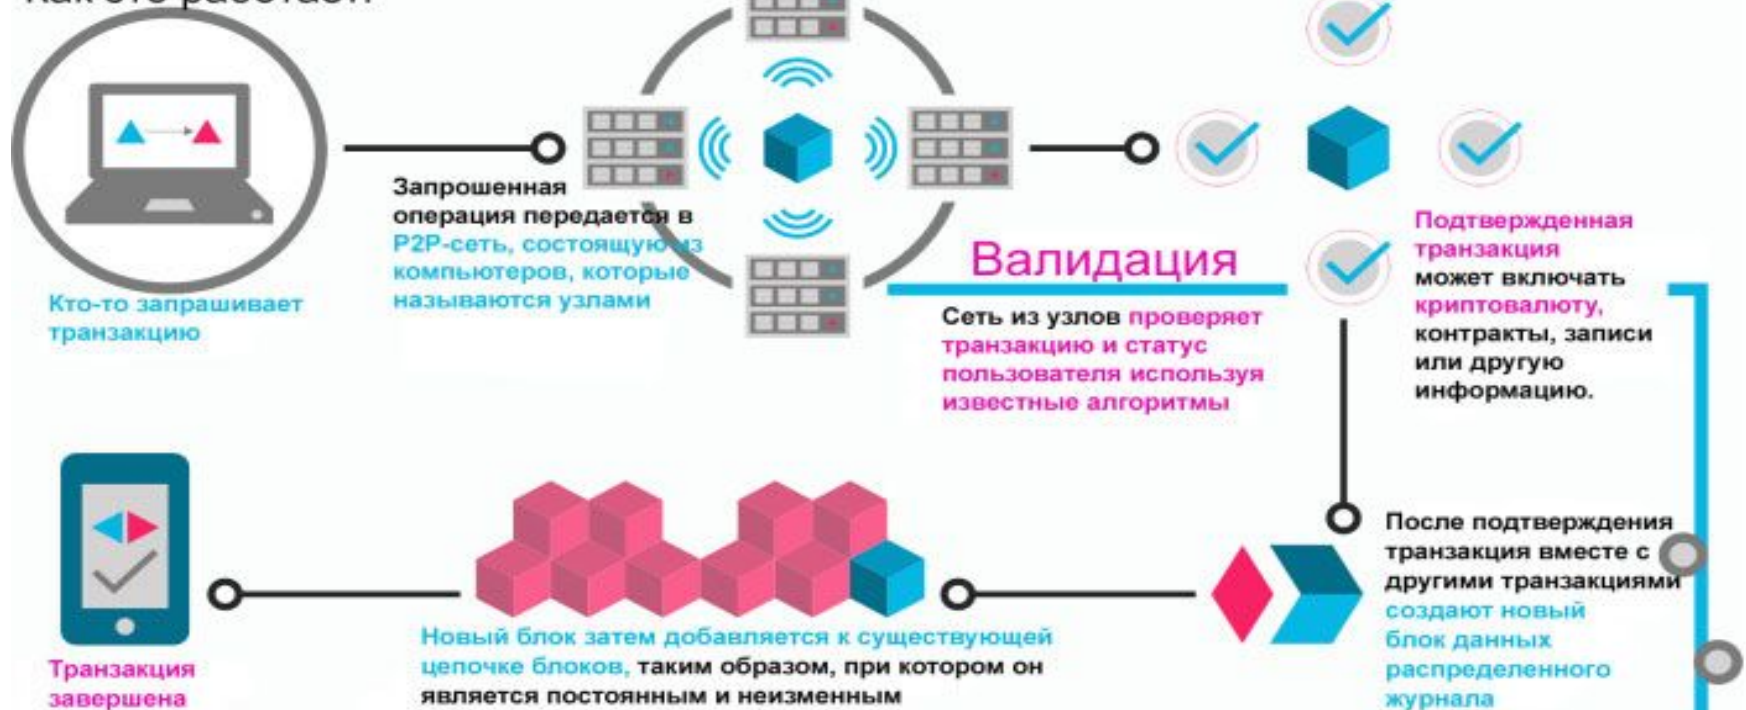 Как это работает?
Запрошенная
операция передается в
P2P-сеть, состоящую из
компьютеров, которые
называются узлами
Кто-то запрашивает
транзакцию
Валидация
Сеть из узлов проверяет
транзакцию и статус
пользователя используя
известные алгоритмы
Подтвержденная
транзакция
может включать
криптовалюту,
контракты, записи
или другую
информацию.
После подтверждения
транзакция вместе с
другими транзакциями
создают новый
блок данных
распределенного
журнала
Новый блок затем добавляется к существующей
цепочке блоков, таким образом, при котором он
является постоянным и неизменным
Транзакция
завершена